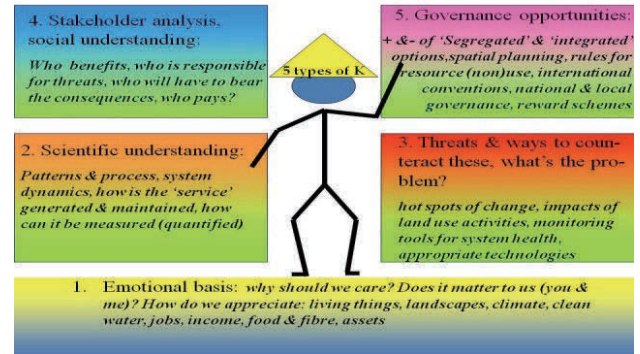 4. Stakeholder analysis,
social understanding:
Who benefits, who is responsible
for threats, who will have to bear
the consequences, who pays?
5 types of K
5. Governance opportunities:
+ &- of ‘Segregated’ & ‘integrated’
options,spatial planning, rules for
resource (non)use, international
conventions, national & local
governance, reward schemes
2. Scientific understanding:
Patterns & process, system
dynamics, how is the ‘service’
generated & maintained, how
can it be measured (quantified)
3. Threats & ways to coun-
teract these, what’s the pro-
blem?
hot spots of change, impacts of
land use activities, monitoring
tools for system health,
appropriate technologies
1. Emotional basis: why should we care? Does it matter to us (you &
me)? How do we appreciate: living things, landscapes, climate, clean
water, jobs, income, food & fibre, assets